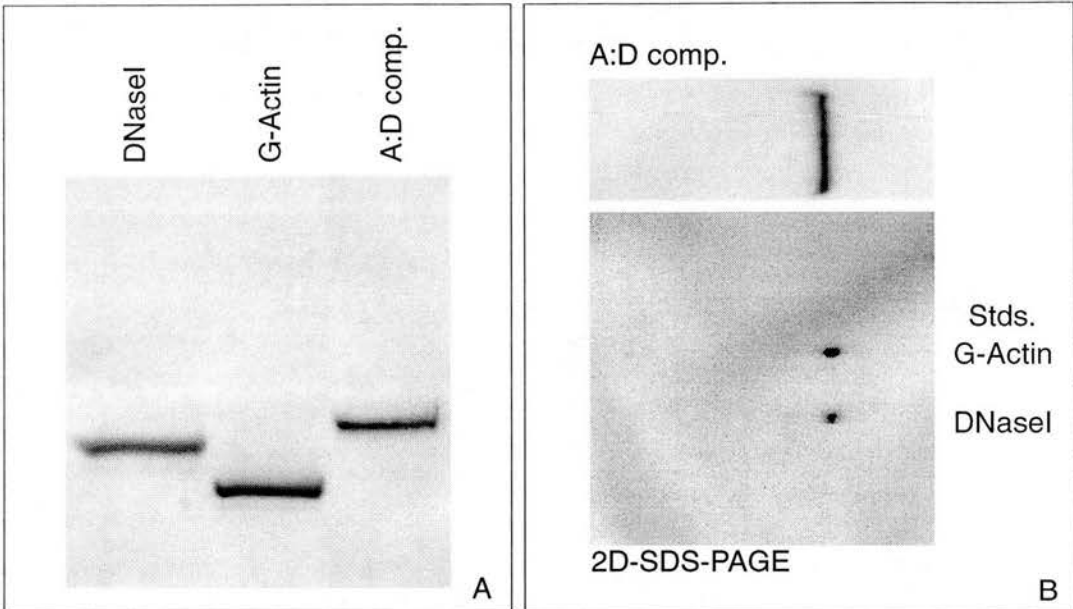 DNaseI
G-Actin
A:D comp.
A
A:D comp.
Stds.
G-Actin
DNaseI
2D-SDS-PAGE
B